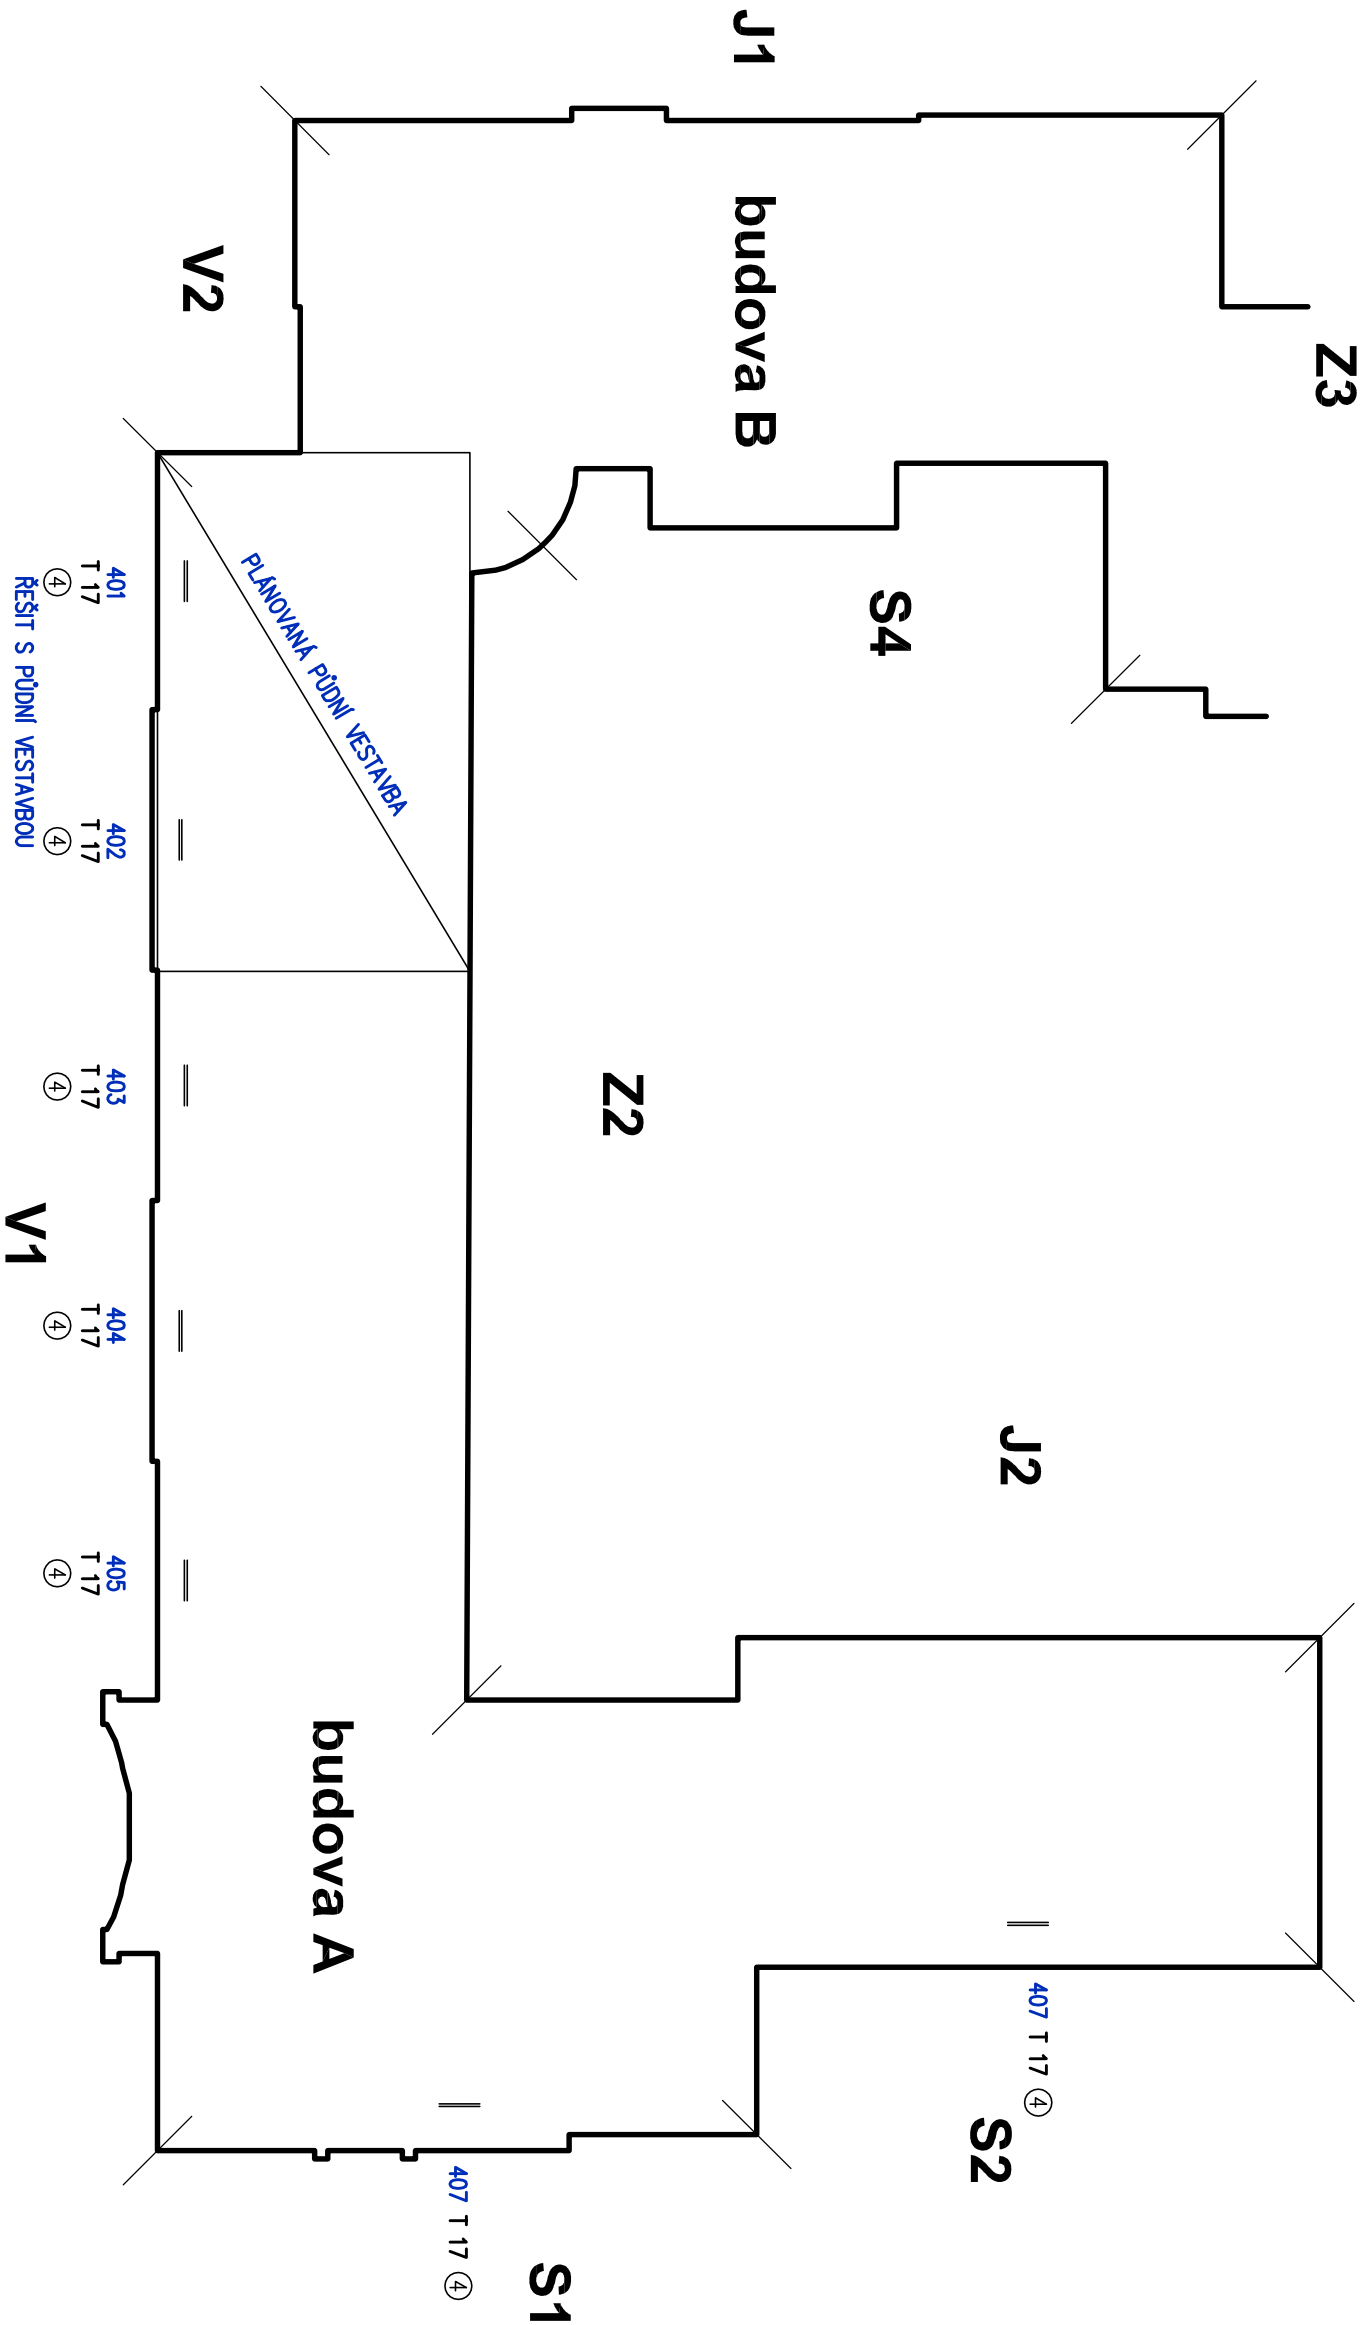 J1
budova B
V2
Z3
S4
PLÁNOVANÁ PŮDNÍ VESTAVBA
401
T 17
4
ŘEŠIT S PŮDNÍ VESTAVBOU
402
T 17
4
Z2
403
T 17
4
V1
404
T 17
4
J2
405
T 17
4
budova A
407 T 17 4
S2
407 T 17 4
S1